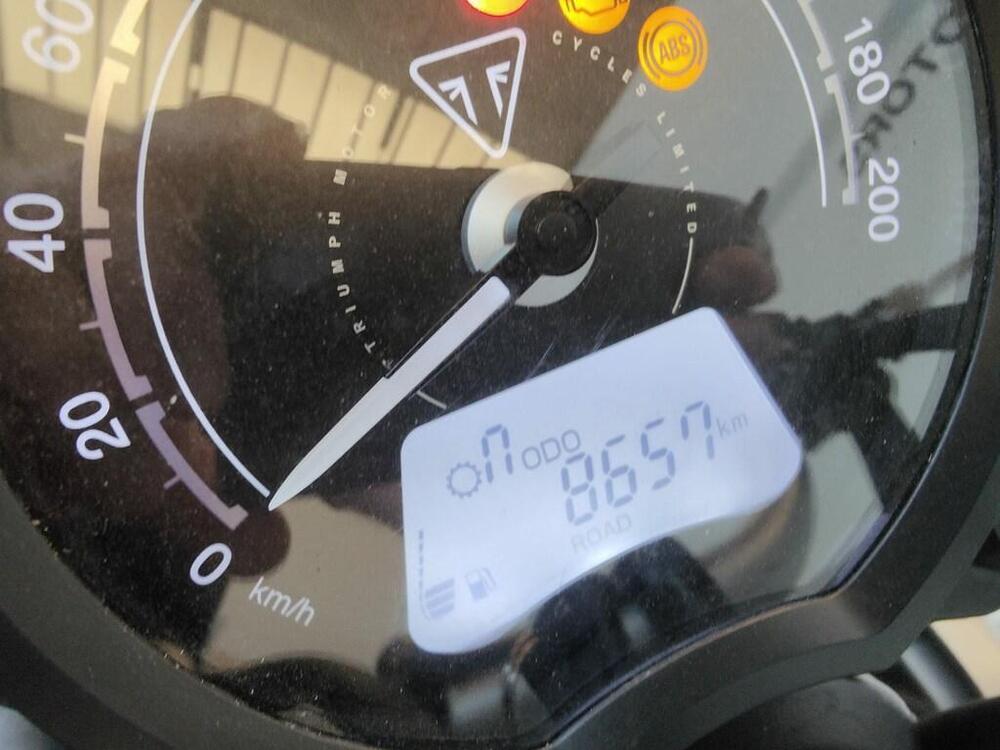 60
40
20
0
km/h
180
200
ABS
TRIUMPH MOTOR CYCLES LIMITED
n ODO
8657 km
ROAD